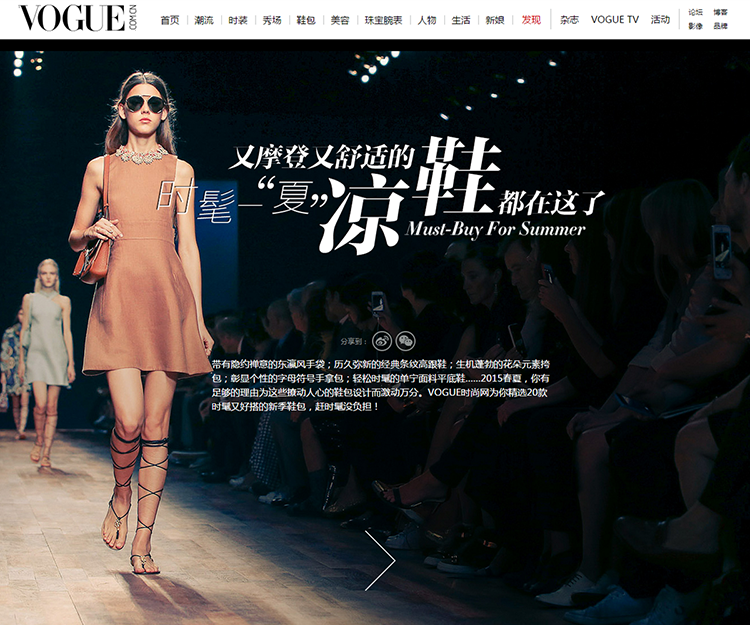 VOGUE.COM.CN
首页 潮流 时装 秀场 鞋包 美容 珠宝腕表 人物 生活 新娘 发现 杂志 VOGUE TV 活动
论坛 博客
影像 品牌
又摩登又舒适的
时髦一“夏”
凉鞋都在这了
Must-Buy For Summer
分享到：
带有隐约禅意的东瀛风手袋；历久弥新的经典条纹高跟鞋；生机蓬勃的花朵元素挎
包；彰显个性的字母符号手拿包；轻松时髦的单宁面料平底鞋……2015春夏，你有
足够的理由为这些撩动人心的鞋包设计而激动万分。VOGUE时尚网为你精选20款
时髦又好搭的新季鞋包，赶时髦没负担！